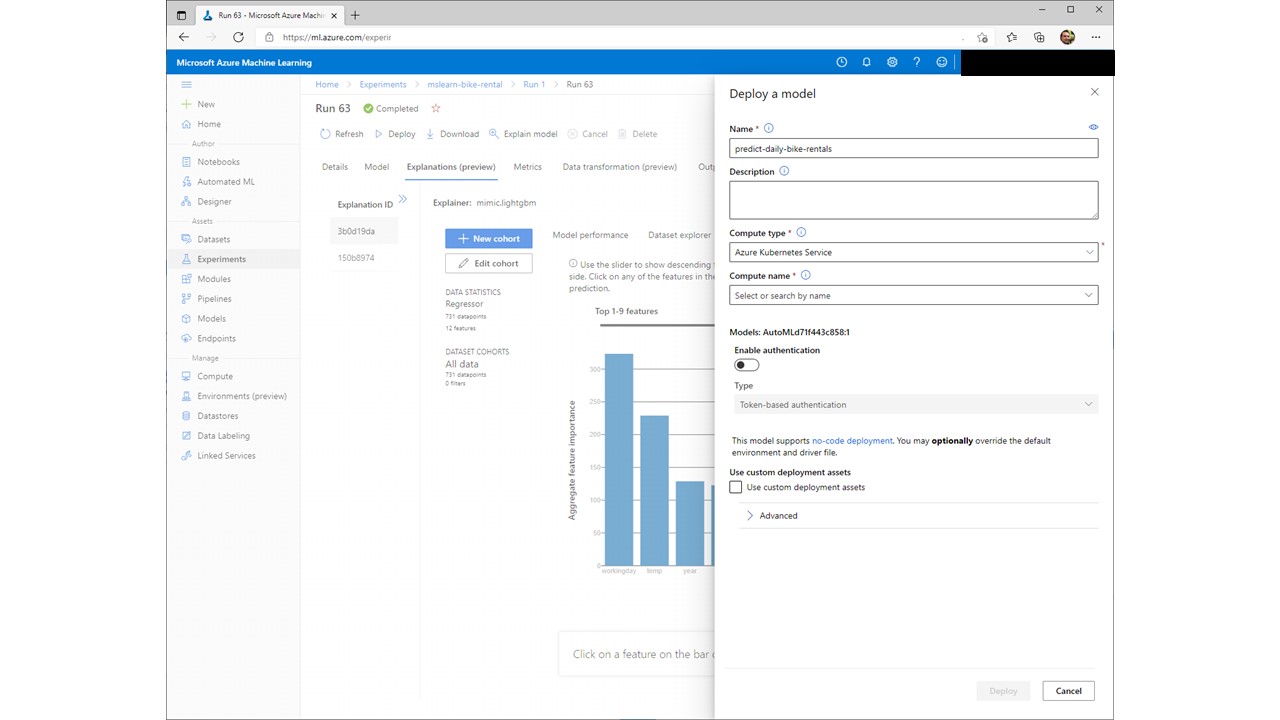 Run 63 - Microsoft Azure Machin
https://ml.azure.com/experir
Microsoft Azure Machine Learning
New
Home
Author
Notebooks
Automated ML
Designer
Assets
Datasets
Experiments
Modules
Pipelines
Models
Endpoints
Manage
Compute
Environments (preview)
Datastores
Data Labeling
Linked Services
Home > Experiments > mslearn-bike-rental > Run 1 > Run 63
Run 63 Completed
Refresh Deploy Download Explain model Cancel Delete
Details Model Explanations (preview) Metrics Data transformation (preview) Outp
Explanation ID
3b0d19da
150b8974
Explainer: mimic.lightgbm
New cohort
Edit cohort
DATA STATISTICS
Regressor
731 datapoints
12 features
DATASET COHORTS
All data
731 datapoints
0 filters
Model performance Dataset explorer
Use the slider to show descending
side. Click on any of the features in the
prediction.
Top 1-9 features
Aggregate feature importance
300
250
200
150
100
50
0
workingday temp year
Click on a feature on the bar
Deploy a model
Name *
predict-daily-bike-rentals
Description
Compute type *
Azure Kubernetes Service
*
Compute name *
Select or search by name
Models: AutoMLd71f443c858:1
Enable authentication
Type
Token-based authentication
This model supports no-code deployment. You may optionally override the default
environment and driver file.
Use custom deployment assets
Use custom deployment assets
Advanced
Deploy
Cancel